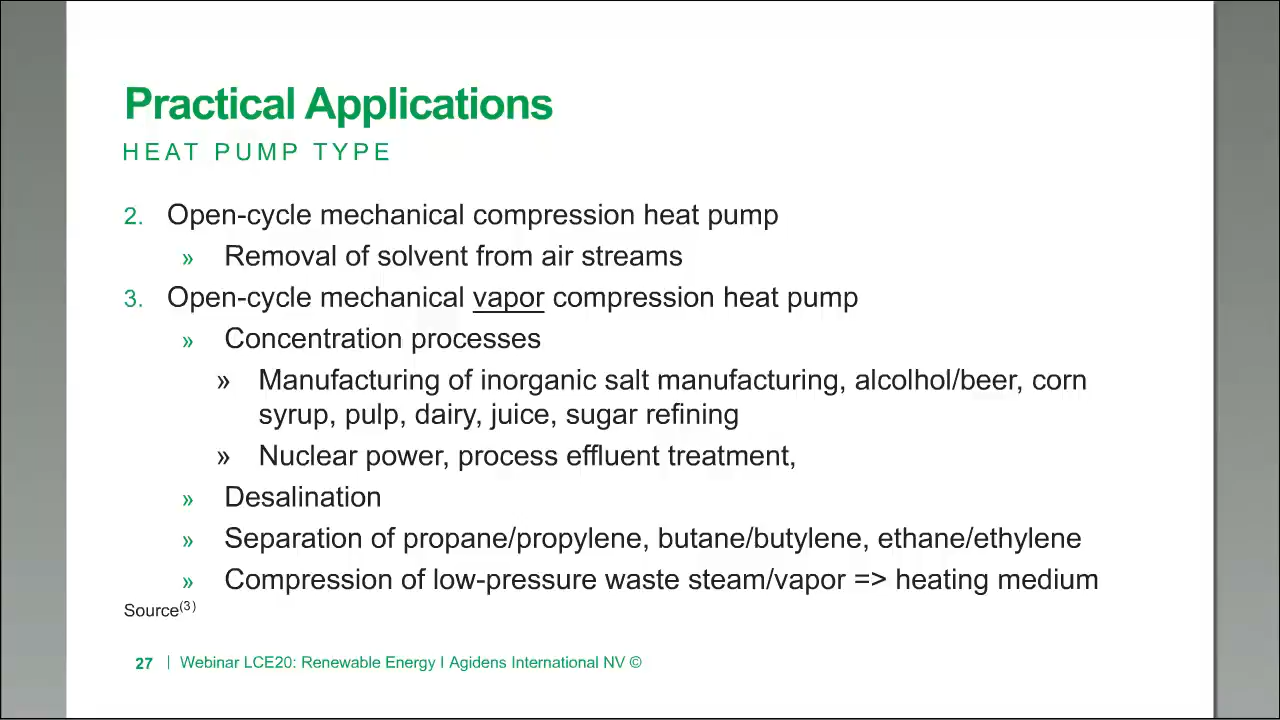 Practical Applications
HEAT PUMP TYPE
2. Open-cycle mechanical compression heat pump
» Removal of solvent from air streams
3. Open-cycle mechanical vapor compression heat pump
» Concentration processes
» Manufacturing of inorganic salt manufacturing, alcolhol/beer, corn
syrup, pulp, dairy, juice, sugar refining
» Nuclear power, process effluent treatment,
» Desalination
» Separation of propane/propylene, butane/butylene, ethane/ethylene
» Compression of low-pressure waste steam/vapor => heating medium
Source(3)
27 | Webinar LCE20: Renewable Energy I Agidens International NV ©